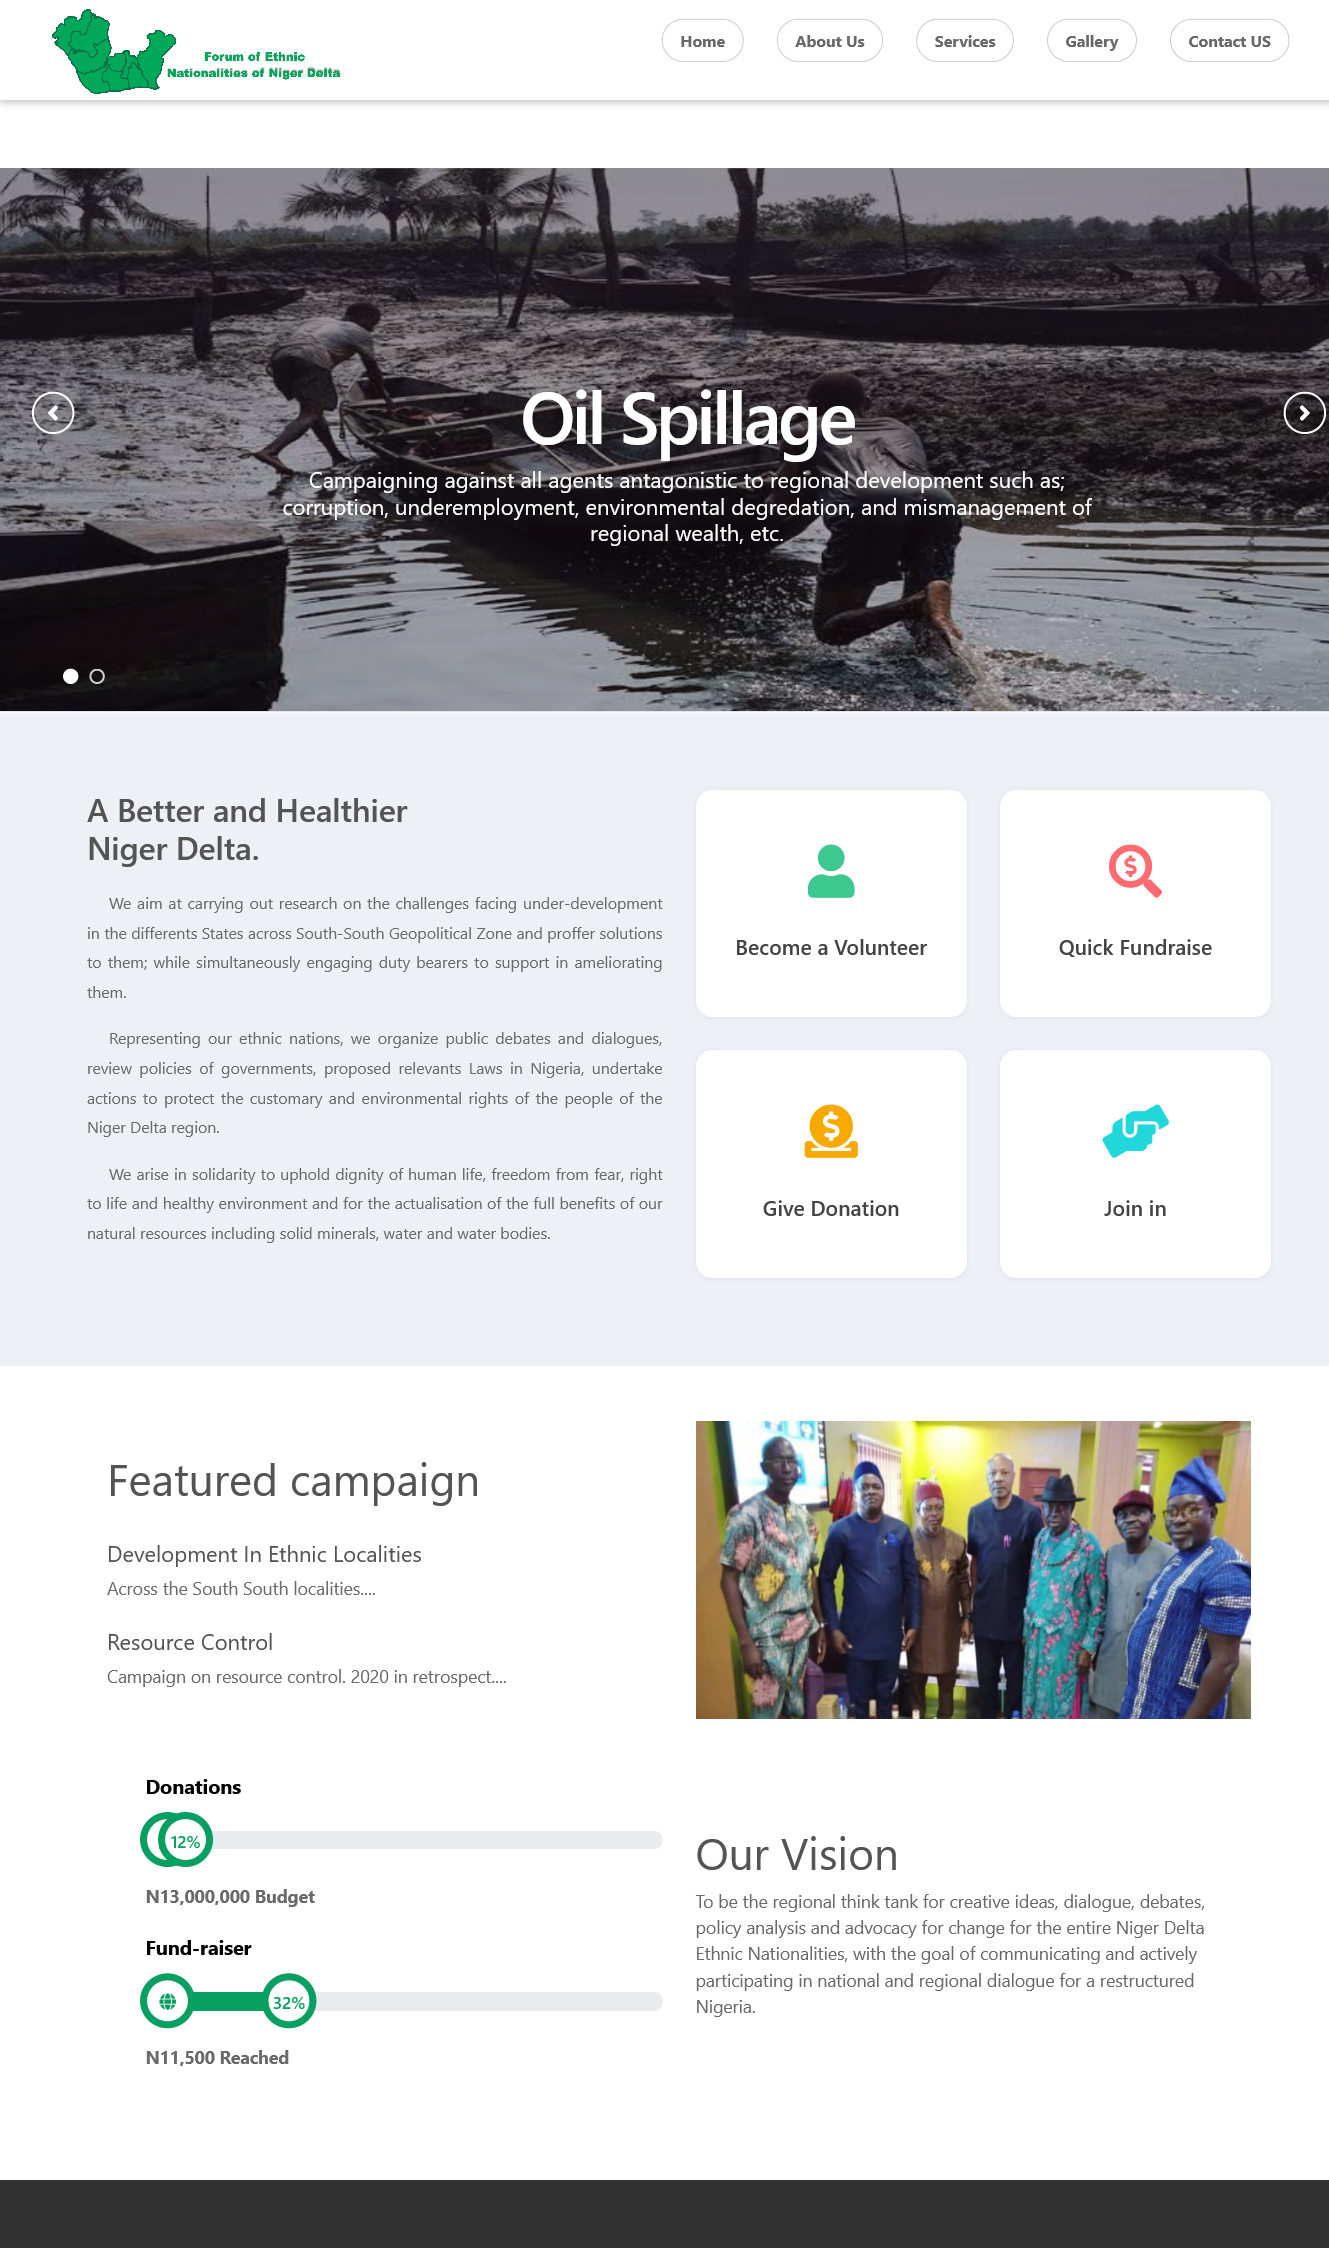 Forum of Ethnic
Nationalities of Niger Delta
Home
About Us
Services
Gallery
Contact US
Oil Spillage
Campaigning against all agents antagonistic to regional development such as;
corruption, underemployment, environmental degredation, and mismanagement of
regional wealth, etc.
A Better and Healthier
Niger Delta.
We aim at carrying out research on the challenges facing under-development
in the differents States across South-South Geopolitical Zone and proffer solutions
to them; while simultaneously engaging duty bearers to support in ameliorating
them.
Representing our ethnic nations, we organize public debates and dialogues,
review policies of governments, proposed relevants Laws in Nigeria, undertake
actions to protect the customary and environmental rights of the people of the
Niger Delta region.
We arise in solidarity to uphold dignity of human life, freedom from fear, right
to life and healthy environment and for the actualisation of the full benefits of our
natural resources including solid minerals, water and water bodies.
Become a Volunteer
Quick Fundraise
Give Donation
Join in
Featured campaign
Development In Ethnic Localities
Across the South South localities....
Resource Control
Campaign on resource control. 2020 in retrospect....
Donations
12%
N13,000,000 Budget
Fund-raiser
32%
N11,500 Reached
Our Vision
To be the regional think tank for creative ideas, dialogue, debates,
policy analysis and advocacy for change for the entire Niger Delta
Ethnic Nationalities, with the goal of communicating and actively
participating in national and regional dialogue for a restructured
Nigeria.